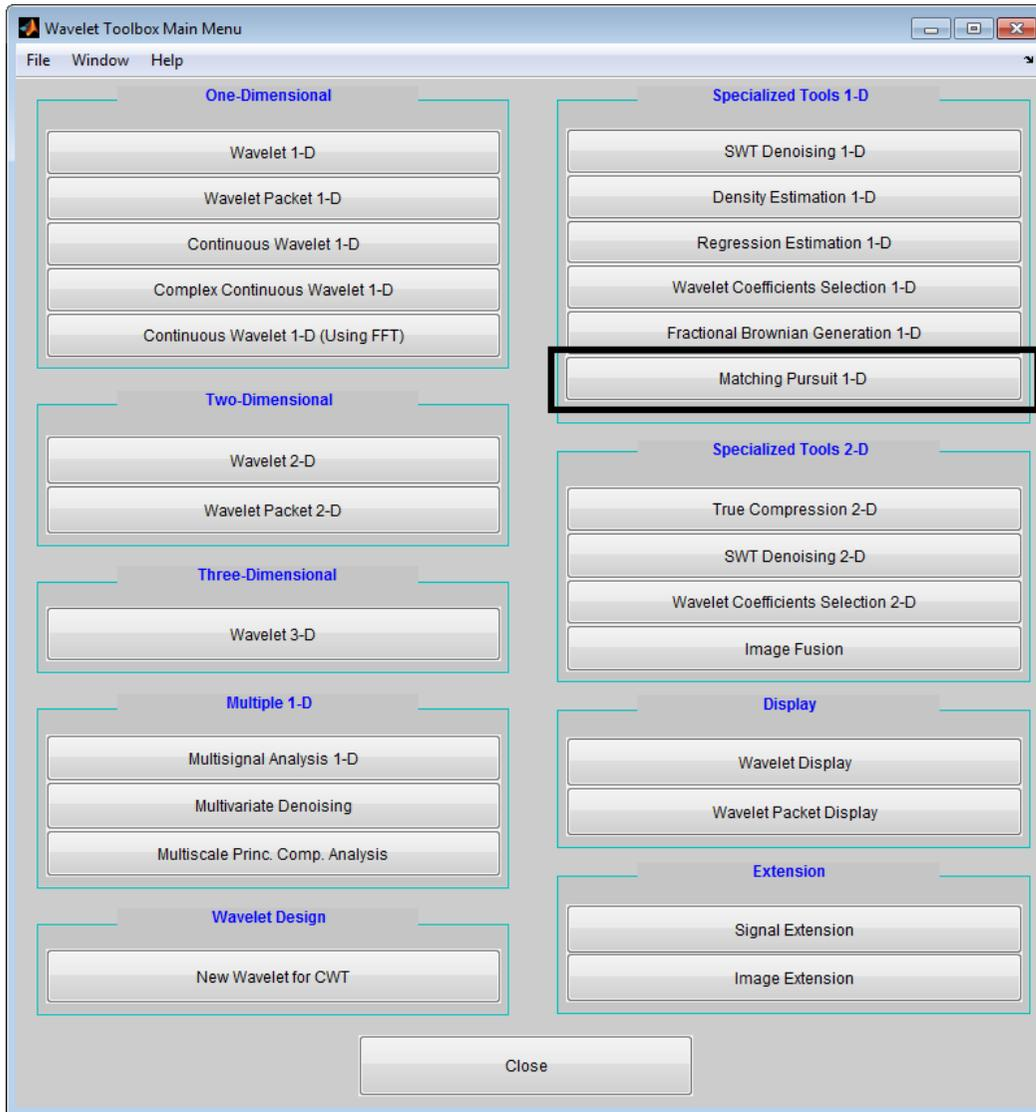 Wavelet Toolbox Main Menu
File Window Help
One-Dimensional
Wavelet 1-D
Wavelet Packet 1-D
Continuous Wavelet 1-D
Complex Continuous Wavelet 1-D
Continuous Wavelet 1-D (Using FFT)
Two-Dimensional
Wavelet 2-D
Wavelet Packet 2-D
Three-Dimensional
Wavelet 3-D
Multiple 1-D
Multisignal Analysis 1-D
Multivariate Denoising
Multiscale Princ. Comp. Analysis
Wavelet Design
New Wavelet for CWT
Specialized Tools 1-D
SWT Denoising 1-D
Density Estimation 1-D
Regression Estimation 1-D
Wavelet Coefficients Selection 1-D
Fractional Brownian Generation 1-D
Matching Pursuit 1-D
Specialized Tools 2-D
True Compression 2-D
SWT Denoising 2-D
Wavelet Coefficients Selection 2-D
Image Fusion
Display
Wavelet Display
Wavelet Packet Display
Extension
Signal Extension
Image Extension
Close